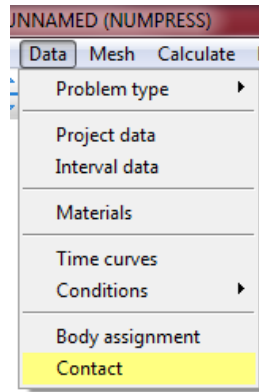 UNNAMED (NUMPRESS)
Data Mesh Calculate
Problem type
Project data
Interval data
Materials
Time curves
Conditions
Body assignment
Contact